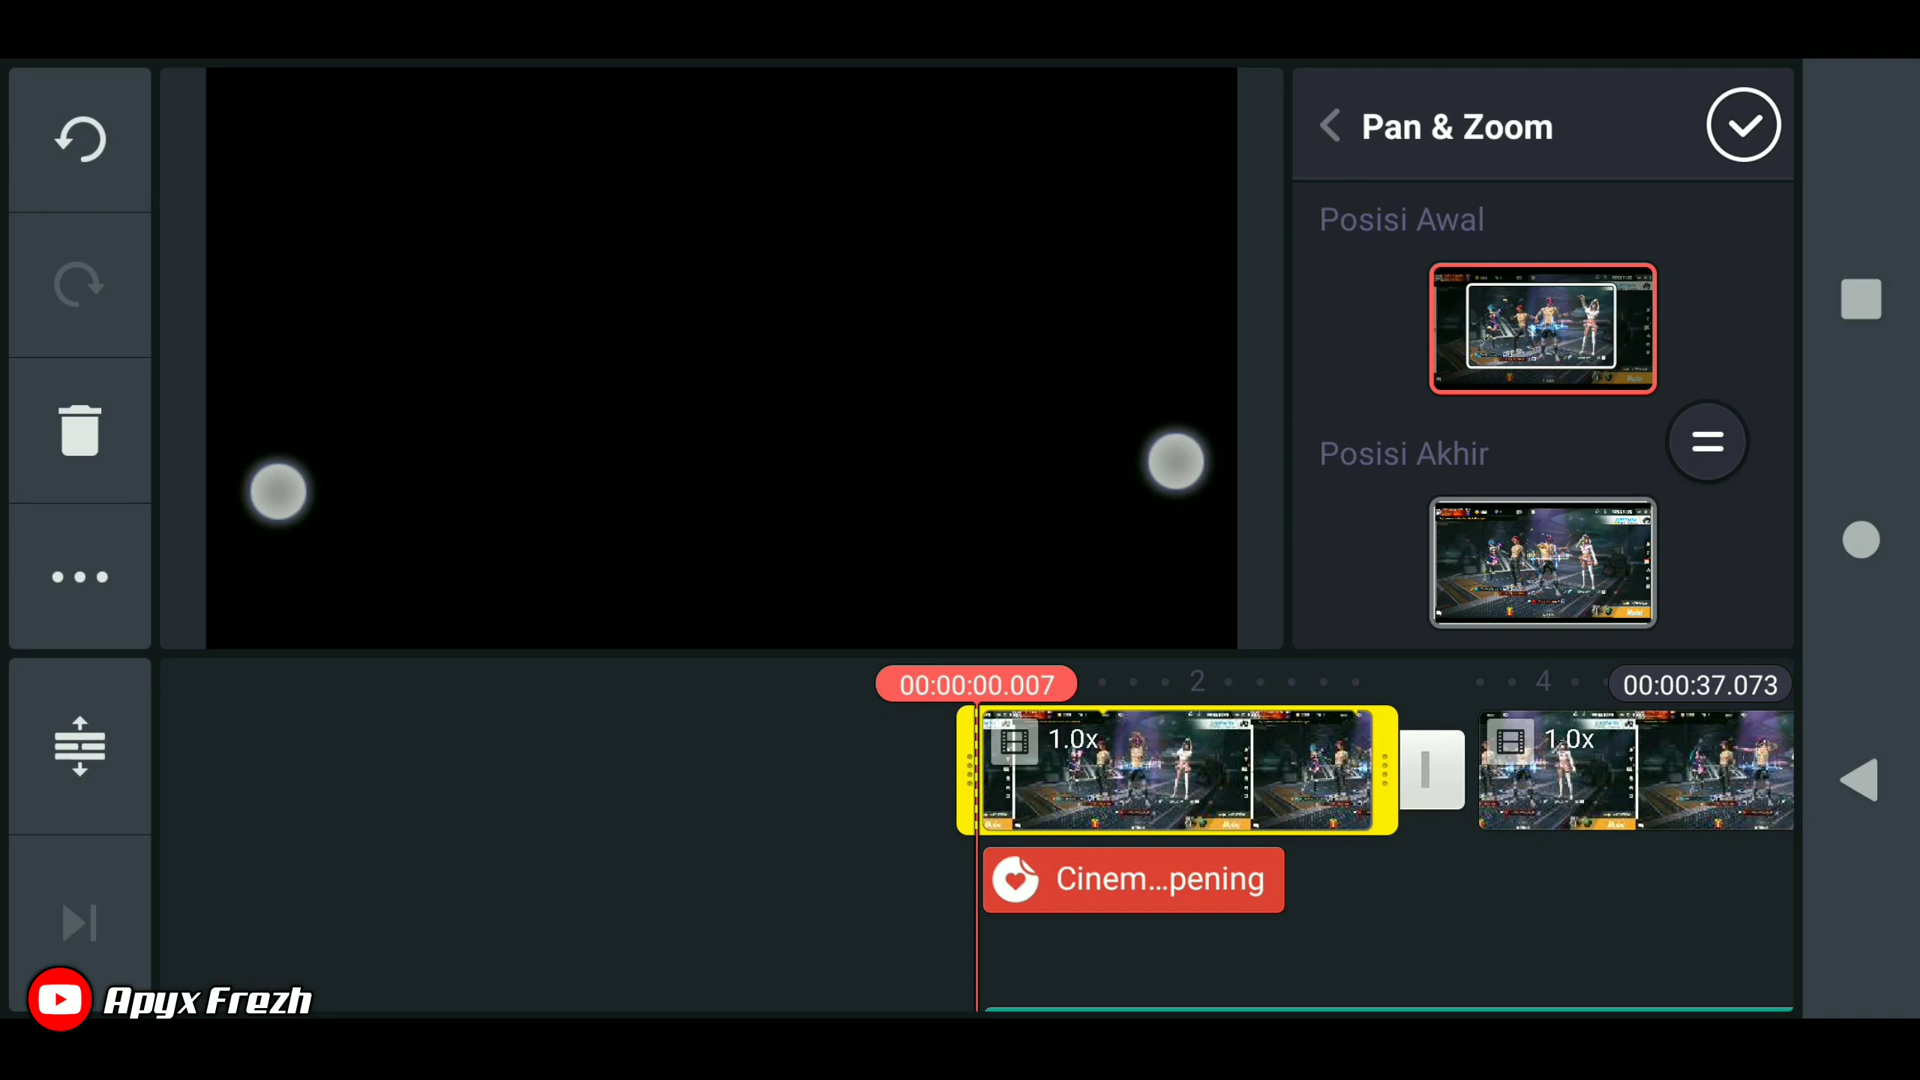 Pan & Zoom
Posisi Awal
Posisi Akhir
00:00:00.007
2
4
00:00:37.073
1.0x
1.0x
Cinem...pening
Apyx Frezh